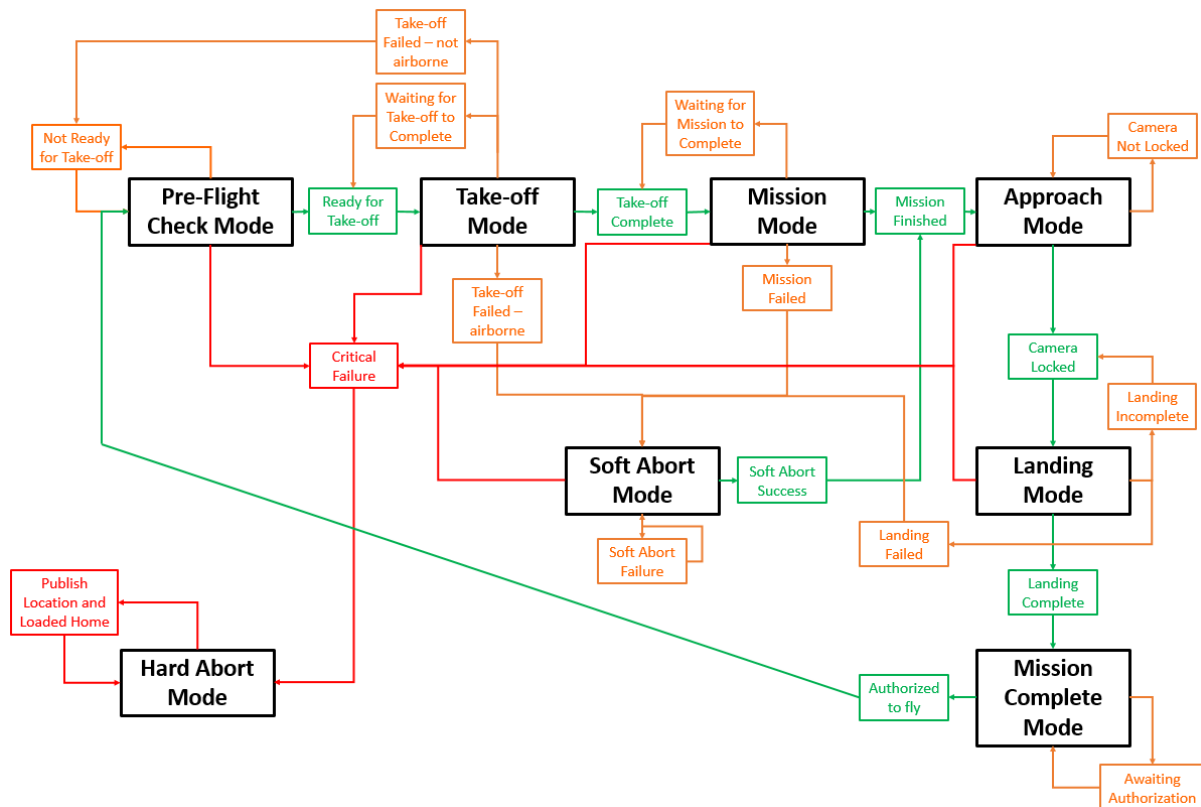 Take-off
Failed – not
airborne
Waiting for
Take-off to
Complete
Waiting for
Mission to
Complete
Camera
Not Locked
Not Ready
for Take-off
Pre-Flight
Check Mode
Ready for
Take-off
Take-off
Mode
Take-off
Complete
Mission
Mode
Mission
Finished
Approach
Mode
Take-off
Failed –
airborne
Mission
Failed
Critical
Failure
Camera
Locked
Landing
Incomplete
Soft Abort
Mode
Soft Abort
Success
Landing
Mode
Soft Abort
Failure
Landing
Failed
Publish
Location and
Loaded Home
Landing
Complete
Hard Abort
Mode
Authorized
to fly
Mission
Complete
Mode
Awaiting
Authorization